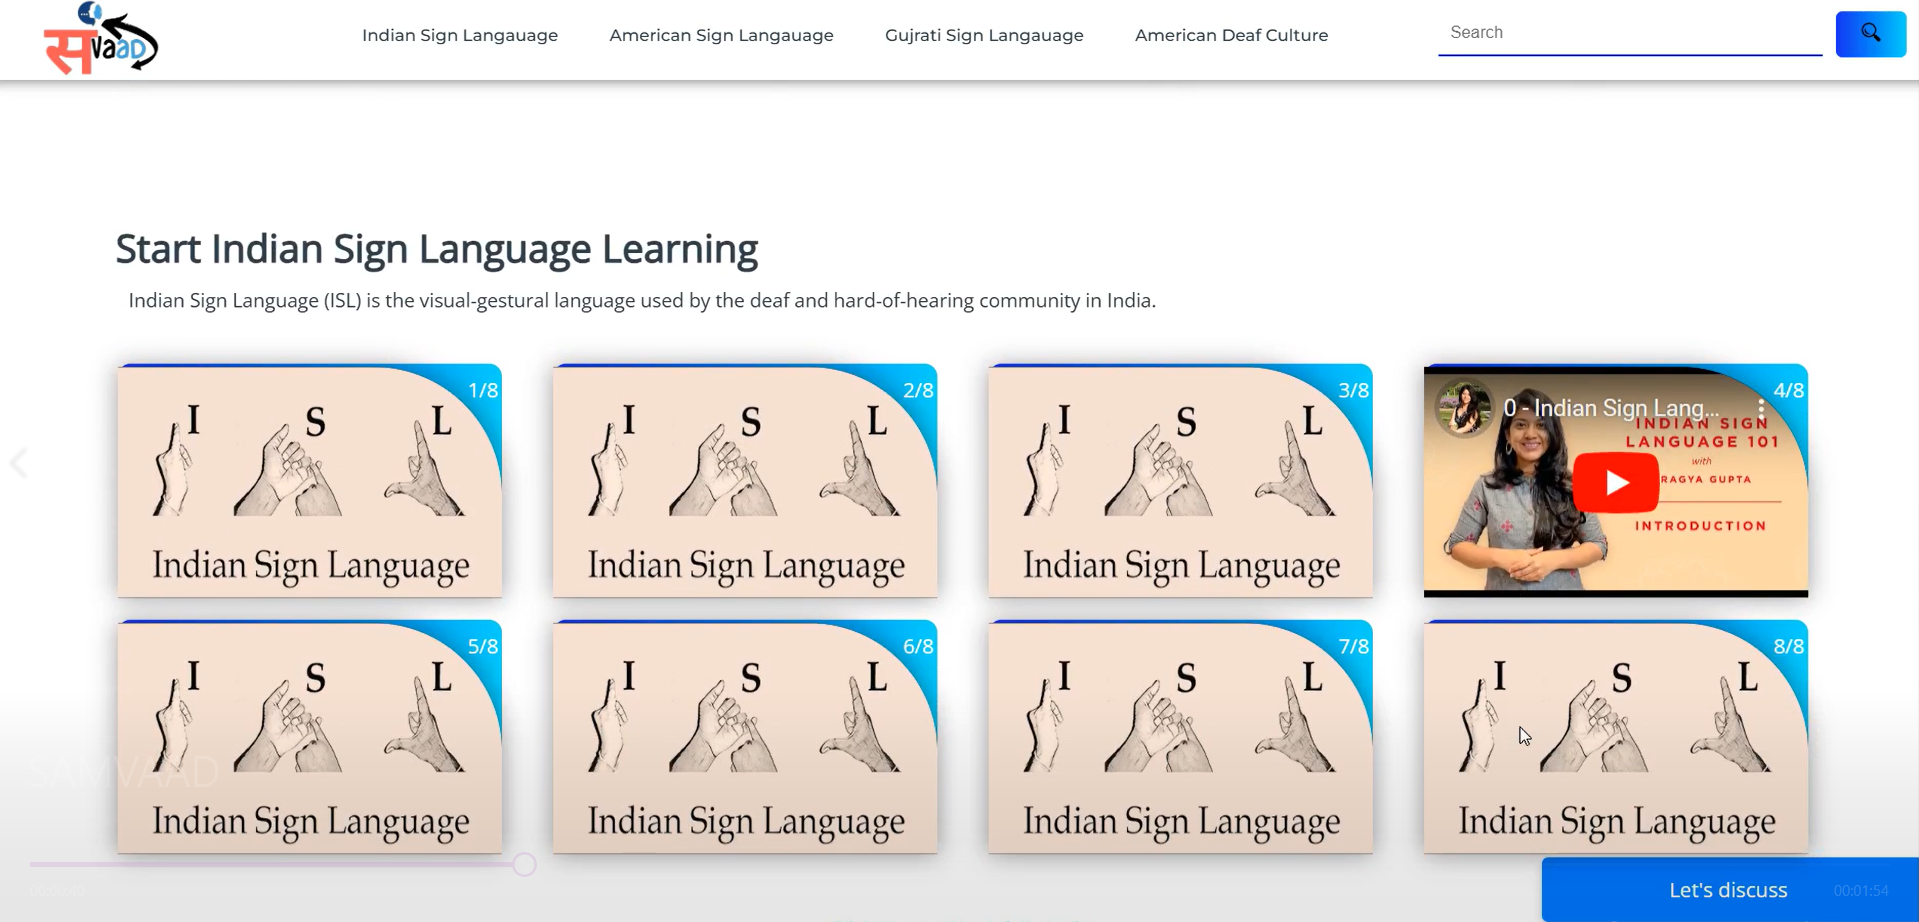 संvaaD
Indian Sign Langauage
American Sign Langauage
Gujrati Sign Langauage
American Deaf Culture
Search
Start Indian Sign Language Learning
Indian Sign Language (ISL) is the visual-gestural language used by the deaf and hard-of-hearing community in India.
1/8
I S L
Indian Sign Language
2/8
I S L
Indian Sign Language
3/8
I S L
Indian Sign Language
4/8
0 - Indian Sign Lang...
INDIAN SIGN
LANGUAGE 101
with
RAGYA GUPTA
INTRODUCTION
5/8
I S L
Indian Sign Language
6/8
I S L
Indian Sign Language
7/8
I S L
Indian Sign Language
8/8
I S L
Indian Sign Language
SAMVAAD
Let's discuss
00:01:54